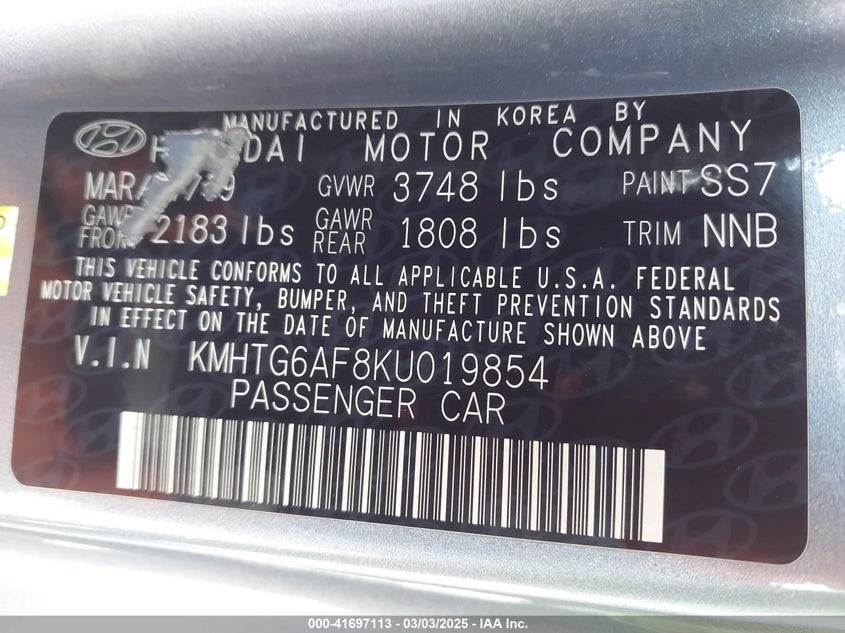 MANUFACTURED IN KOREA BY
MOTOR COMPANY
GVWR 3748 lbs PAINT SS7
GAWR FRONT 2183 lbs GAWR REAR 1808 lbs TRIM NNB
THIS VEHICLE CONFORMS TO ALL APPLICABLE U.S.A. FEDERAL
MOTOR VEHICLE SAFETY, BUMPER, AND THEFT PREVENTION STANDARDS
IN EFFECT ON THE DATE OF MANUFACTURE SHOWN ABOVE
V.I.N KMHTG6AF8KU019854
PASSENGER CAR
000-41697113 - 03/03/2025 - IAA Inc.